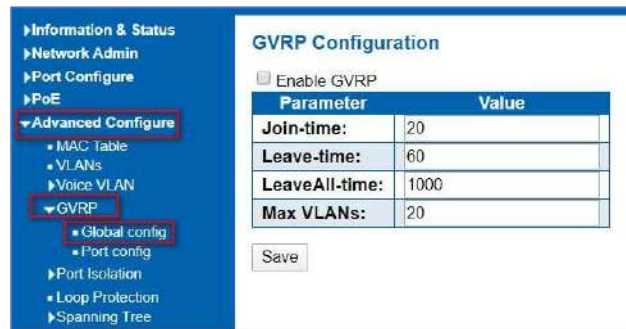 Information & Status
Network Admin
Port Configure
PoE
Advanced Configure
MAC Table
VLANs
Voice VLAN
GVRP
Global config
Port config
Port Isolation
Loop Protection
Spanning Tree
GVRP Configuration
Enable GVRP
Parameter Value
Join-time: 20
Leave-time: 60
LeaveAll-time: 1000
Max VLANs: 20
Save